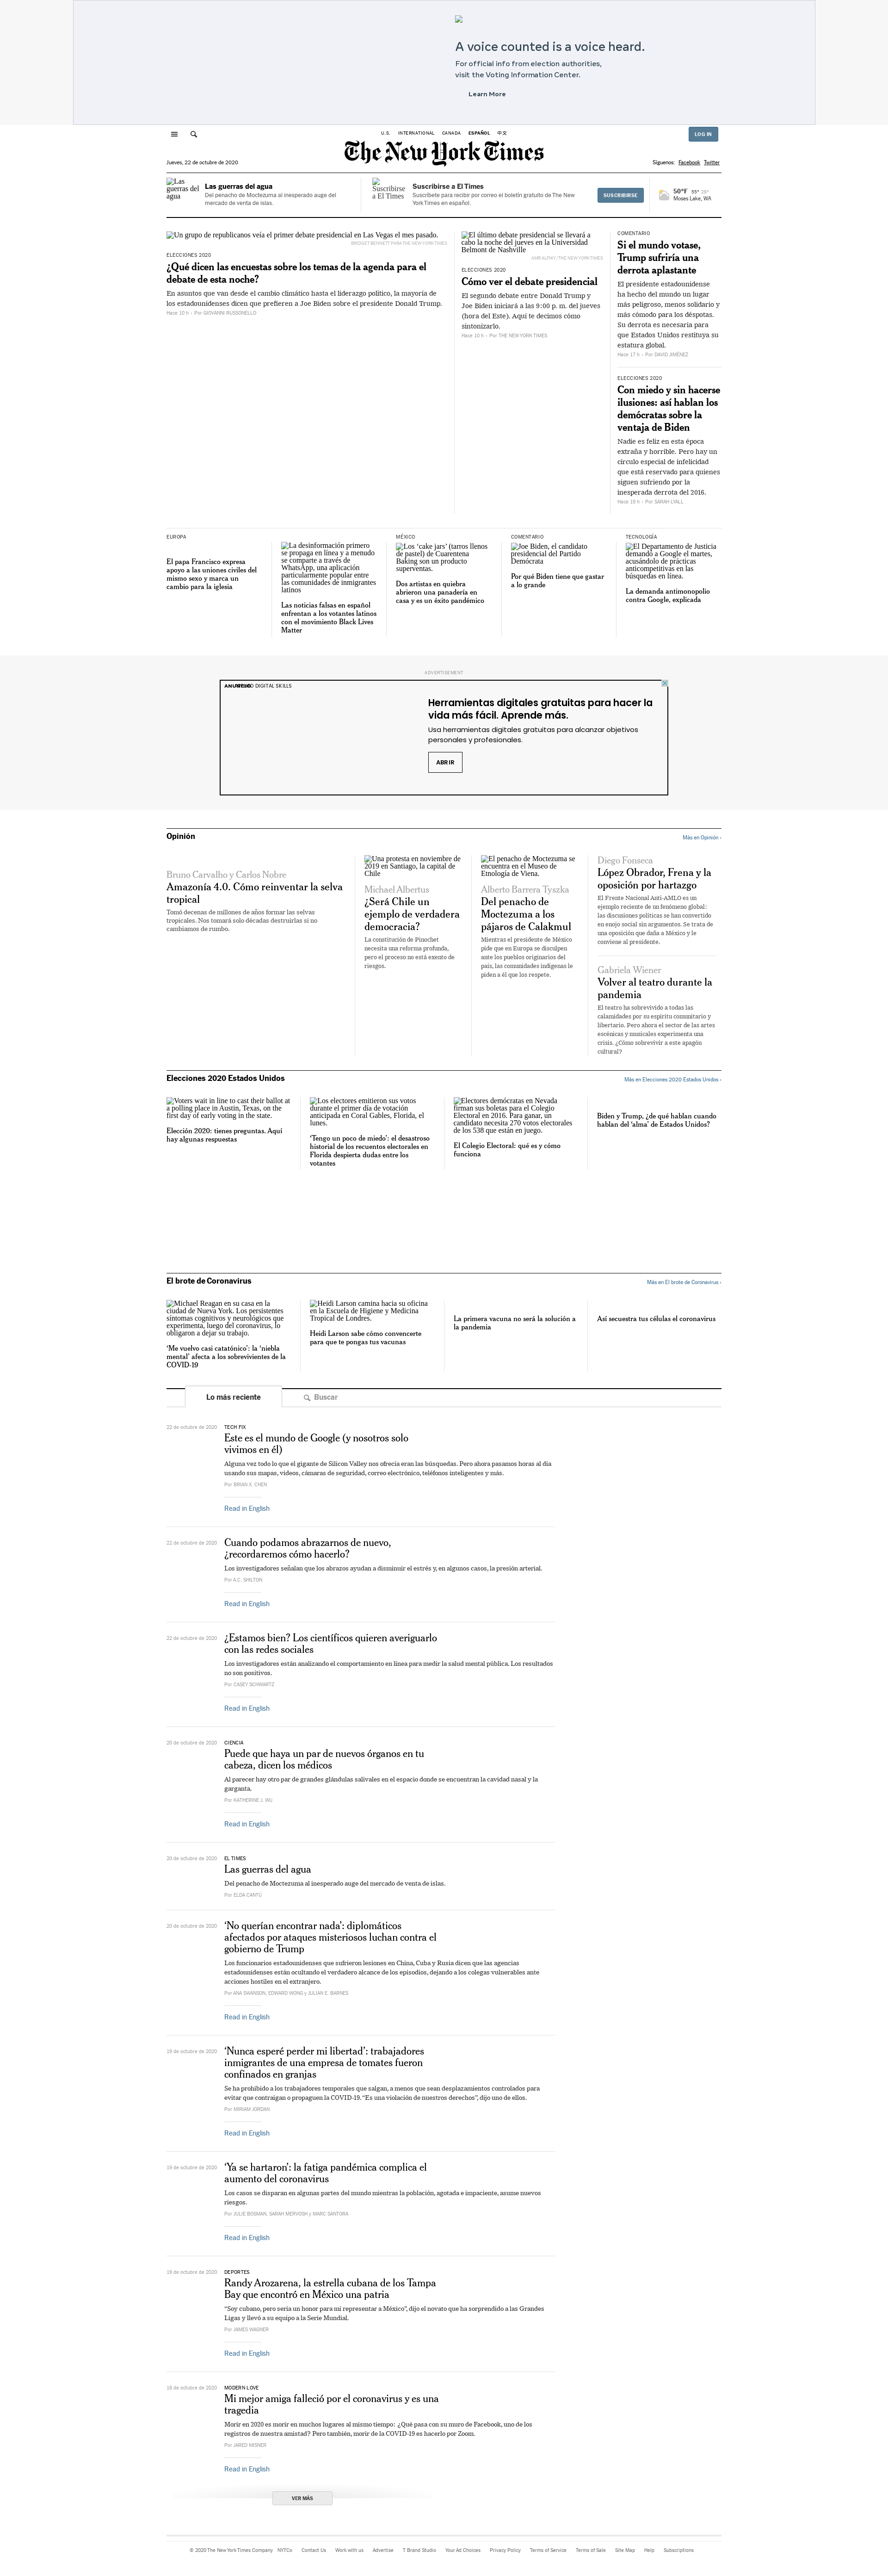 A voice counted is a voice heard.
For official info from election authorities,
visit the Voting Information Center.
Learn More
U.S. INTERNATIONAL CANADA ESPAÑOL 中文
LOG IN
The New York Times
Jueves, 22 de octubre de 2020
Síguenos: Facebook Twitter
Las guerras del agua
Las guerras del agua
Del penacho de Moctezuma al inesperado auge del
mercado de venta de islas.
Suscribirse a El Times
Suscribirse a El Times
Suscríbete para recibir por correo el boletín gratuito de The New
York Times en español.
SUSCRIBIRSE
50°F 55° 28°
Moses Lake, WA
Un grupo de republicanos veía el primer debate presidencial en Las Vegas el mes pasado.
BRIDGET BENNETT PARA THE NEW YORK TIMES
ELECCIONES 2020
¿Qué dicen las encuestas sobre los temas de la agenda para el
debate de esta noche?
En asuntos que van desde el cambio climático hasta el liderazgo político, la mayoría de
los estadounidenses dicen que prefieren a Joe Biden sobre el presidente Donald Trump.
Hace 10 h • Por GIOVANNI RUSSONELLO
El último debate presidencial se llevará a
cabo la noche del jueves en la Universidad
Belmont de Nashville
AMR ALFIKY/THE NEW YORK TIMES
ELECCIONES 2020
Cómo ver el debate presidencial
El segundo debate entre Donald Trump y
Joe Biden iniciará a las 9:00 p. m. del jueves
(hora del Este). Aquí te decimos cómo
sintonizarlo.
Hace 10 h • Por THE NEW YORK TIMES
COMENTARIO
Si el mundo votase,
Trump sufriría una
derrota aplastante
El presidente estadounidense
ha hecho del mundo un lugar
más peligroso, menos solidario y
más cómodo para los déspotas.
Su derrota es necesaria para
que Estados Unidos restituya su
estatura global.
Hace 17 h • Por DAVID JIMÉNEZ
ELECCIONES 2020
Con miedo y sin hacerse
ilusiones: así hablan los
demócratas sobre la
ventaja de Biden
Nadie es feliz en esta época
extraña y horrible. Pero hay un
círculo especial de infelicidad
que está reservado para quienes
siguen sufriendo por la
inesperada derrota del 2016.
Hace 19 h • Por SARAH LYALL
EUROPA
El papa Francisco expresa
apoyo a las uniones civiles del
mismo sexo y marca un
cambio para la iglesia
La desinformación primero
se propaga en línea y a menudo
se comparte a través de
WhatsApp, una aplicación
particularmente popular entre
las comunidades de inmigrantes
latinos
Las noticias falsas en español
enfrentan a los votantes latinos
con el movimiento Black Lives
Matter
MÉXICO
Los 'cake jars' (tarros llenos
de pastel) de Cuarentena
Baking son un producto
superventas.
Dos artistas en quiebra
abrieron una panadería en
casa y es un éxito pandémico
COMENTARIO
Joe Biden, el candidato
presidencial del Partido
Demócrata
Por qué Biden tiene que gastar
a lo grande
TECNOLOGÍA
El Departamento de Justicia
demandó a Google el martes,
acusándolo de prácticas
anticompetitivas en las
búsquedas en línea.
La demanda antimonopolio
contra Google, explicada
ADVERTISEMENT
ANUNCIO DIGITAL SKILLS
Herramientas digitales gratuitas para hacer la
vida más fácil. Aprende más.
Usa herramientas digitales gratuitas para alcanzar objetivos
personales y profesionales.
ABRIR
Opinión
Más en Opinión ›
Bruno Carvalho y Carlos Nobre
Amazonía 4.0. Cómo reinventar la selva
tropical
Tomó decenas de millones de años formar las selvas
tropicales. Nos tomará solo décadas destruirlas si no
cambiamos de rumbo.
Una protesta en noviembre de
2019 en Santiago, la capital de
Chile
Michael Albertus
¿Será Chile un
ejemplo de verdadera
democracia?
La constitución de Pinochet
necesita una reforma profunda,
pero el proceso no está exento de
riesgos.
El penacho de Moctezuma se
encuentra en el Museo de
Etnología de Viena.
Alberto Barrera Tyszka
Del penacho de
Moctezuma a los
pájaros de Calakmul
Mientras el presidente de México
pide que en Europa se disculpen
ante los pueblos originarios del
país, las comunidades indígenas le
piden a él que los respete.
Diego Fonseca
López Obrador, Frena y la
oposición por hartazgo
El Frente Nacional Anti-AMLO es un
ejemplo reciente de un fenómeno global:
las discusiones políticas se han convertido
en enojo social sin argumentos. Se trata de
una oposición que daña a México y le
conviene al presidente.
Gabriela Wiener
Volver al teatro durante la
pandemia
El teatro ha sobrevivido a todas las
calamidades por su espíritu comunitario y
libertario. Pero ahora el sector de las artes
escénicas y musicales experimenta una
crisis. ¿Cómo sobrevivir a este apagón
cultural?
Elecciones 2020 Estados Unidos
Más en Elecciones 2020 Estados Unidos ›
Voters wait in line to cast their ballot at
a polling place in Austin, Texas, on the
first day of early voting in the state.
Elección 2020: tienes preguntas. Aquí
hay algunas respuestas
Los electores emitieron sus votos
durante el primer día de votación
anticipada en Coral Gables, Florida, el
lunes.
'Tengo un poco de miedo': el desastroso
historial de los recuentos electorales en
Florida despierta dudas entre los
votantes
Electores demócratas en Nevada
firman sus boletas para el Colegio
Electoral en 2016. Para ganar, un
candidato necesita 270 votos electorales
de los 538 que están en juego.
El Colegio Electoral: qué es y cómo
funciona
Biden y Trump, ¿de qué hablan cuando
hablan del 'alma' de Estados Unidos?
El brote de Coronavirus
Más en El brote de Coronavirus ›
Michael Reagan en su casa en la
ciudad de Nueva York. Los persistentes
síntomas cognitivos y neurológicos que
experimenta, luego del coronavirus, lo
obligaron a dejar su trabajo.
'Me vuelvo casi catatónico': la 'niebla
mental' afecta a los sobrevivientes de la
COVID-19
Heidi Larson camina hacia su oficina
en la Escuela de Higiene y Medicina
Tropical de Londres.
Heidi Larson sabe cómo convencerte
para que te pongas tus vacunas
La primera vacuna no será la solución a
la pandemia
Así secuestra tus células el coronavirus
Lo más reciente
Buscar
22 de octubre de 2020
TECH FIX
Este es el mundo de Google (y nosotros solo
vivimos en él)
Alguna vez todo lo que el gigante de Silicon Valley nos ofrecía eran las búsquedas. Pero ahora pasamos horas al día
usando sus mapas, videos, cámaras de seguridad, correo electrónico, teléfonos inteligentes y más.
Por BRIAN X. CHEN
Read in English
22 de octubre de 2020
Cuando podamos abrazarnos de nuevo,
¿recordaremos cómo hacerlo?
Los investigadores señalan que los abrazos ayudan a disminuir el estrés y, en algunos casos, la presión arterial.
Por A.C. SHILTON
Read in English
22 de octubre de 2020
¿Estamos bien? Los científicos quieren averiguarlo
con las redes sociales
Los investigadores están analizando el comportamiento en línea para medir la salud mental pública. Los resultados
no son positivos.
Por CASEY SCHWARTZ
Read in English
20 de octubre de 2020
CIENCIA
Puede que haya un par de nuevos órganos en tu
cabeza, dicen los médicos
Al parecer hay otro par de grandes glándulas salivales en el espacio donde se encuentran la cavidad nasal y la
garganta.
Por KATHERINE J. WU
Read in English
20 de octubre de 2020
EL TIMES
Las guerras del agua
Del penacho de Moctezuma al inesperado auge del mercado de venta de islas.
Por ELDA CANTÚ
20 de octubre de 2020
'No querían encontrar nada': diplomáticos
afectados por ataques misteriosos luchan contra el
gobierno de Trump
Los funcionarios estadounidenses que sufrieron lesiones en China, Cuba y Rusia dicen que las agencias
estadounidenses están ocultando el verdadero alcance de los episodios, dejando a los colegas vulnerables ante
acciones hostiles en el extranjero.
Por ANA SWANSON, EDWARD WONG y JULIAN E. BARNES
Read in English
19 de octubre de 2020
'Nunca esperé perder mi libertad': trabajadores
inmigrantes de una empresa de tomates fueron
confinados en granjas
Se ha prohibido a los trabajadores temporales que salgan, a menos que sean desplazamientos controlados para
evitar que contraigan o propaguen la COVID-19. "Es una violación de nuestros derechos", dijo uno de ellos.
Por MIRIAM JORDAN
Read in English
19 de octubre de 2020
'Ya se hartaron': la fatiga pandémica complica el
aumento del coronavirus
Los casos se disparan en algunas partes del mundo mientras la población, agotada e impaciente, asume nuevos
riesgos.
Por JULIE BOSMAN, SARAH MERVOSH y MARC SANTORA
Read in English
19 de octubre de 2020
DEPORTES
Randy Arozarena, la estrella cubana de los Tampa
Bay que encontró en México una patria
"Soy cubano, pero sería un honor para mí representar a México", dijo el novato que ha sorprendido a las Grandes
Ligas y llevó a su equipo a la Serie Mundial.
Por JAMES WAGNER
Read in English
18 de octubre de 2020
MODERN LOVE
Mi mejor amiga falleció por el coronavirus y es una
tragedia
Morir en 2020 es morir en muchos lugares al mismo tiempo: ¿Qué pasa con su muro de Facebook, uno de los
registros de nuestra amistad? Pero también, morir de la COVID-19 es hacerlo por Zoom.
Por JARED MISNER
Read in English
VER MÁS
© 2020 The New York Times Company NYTCo Contact Us Work with us Advertise T Brand Studio Your Ad Choices Privacy Policy Terms of Service Terms of Sale Site Map Help Subscriptions